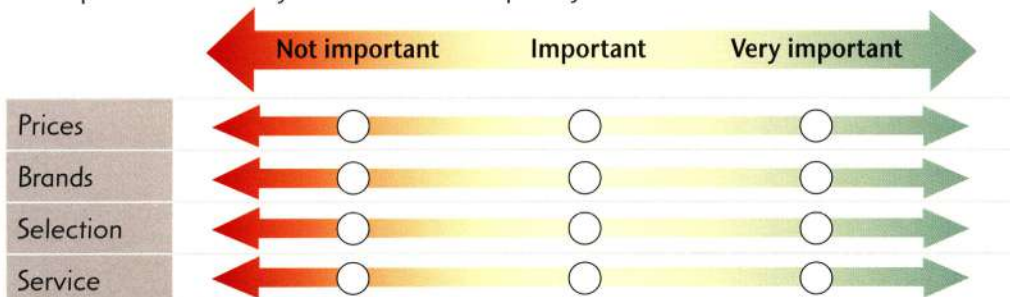 Not important Important Very important
Prices
Brands
Selection
Service